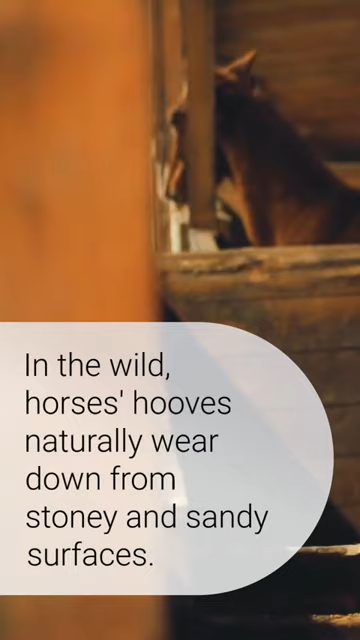 In the wild,
horses' hooves
naturally wear
down from
stoney and sandy
surfaces.